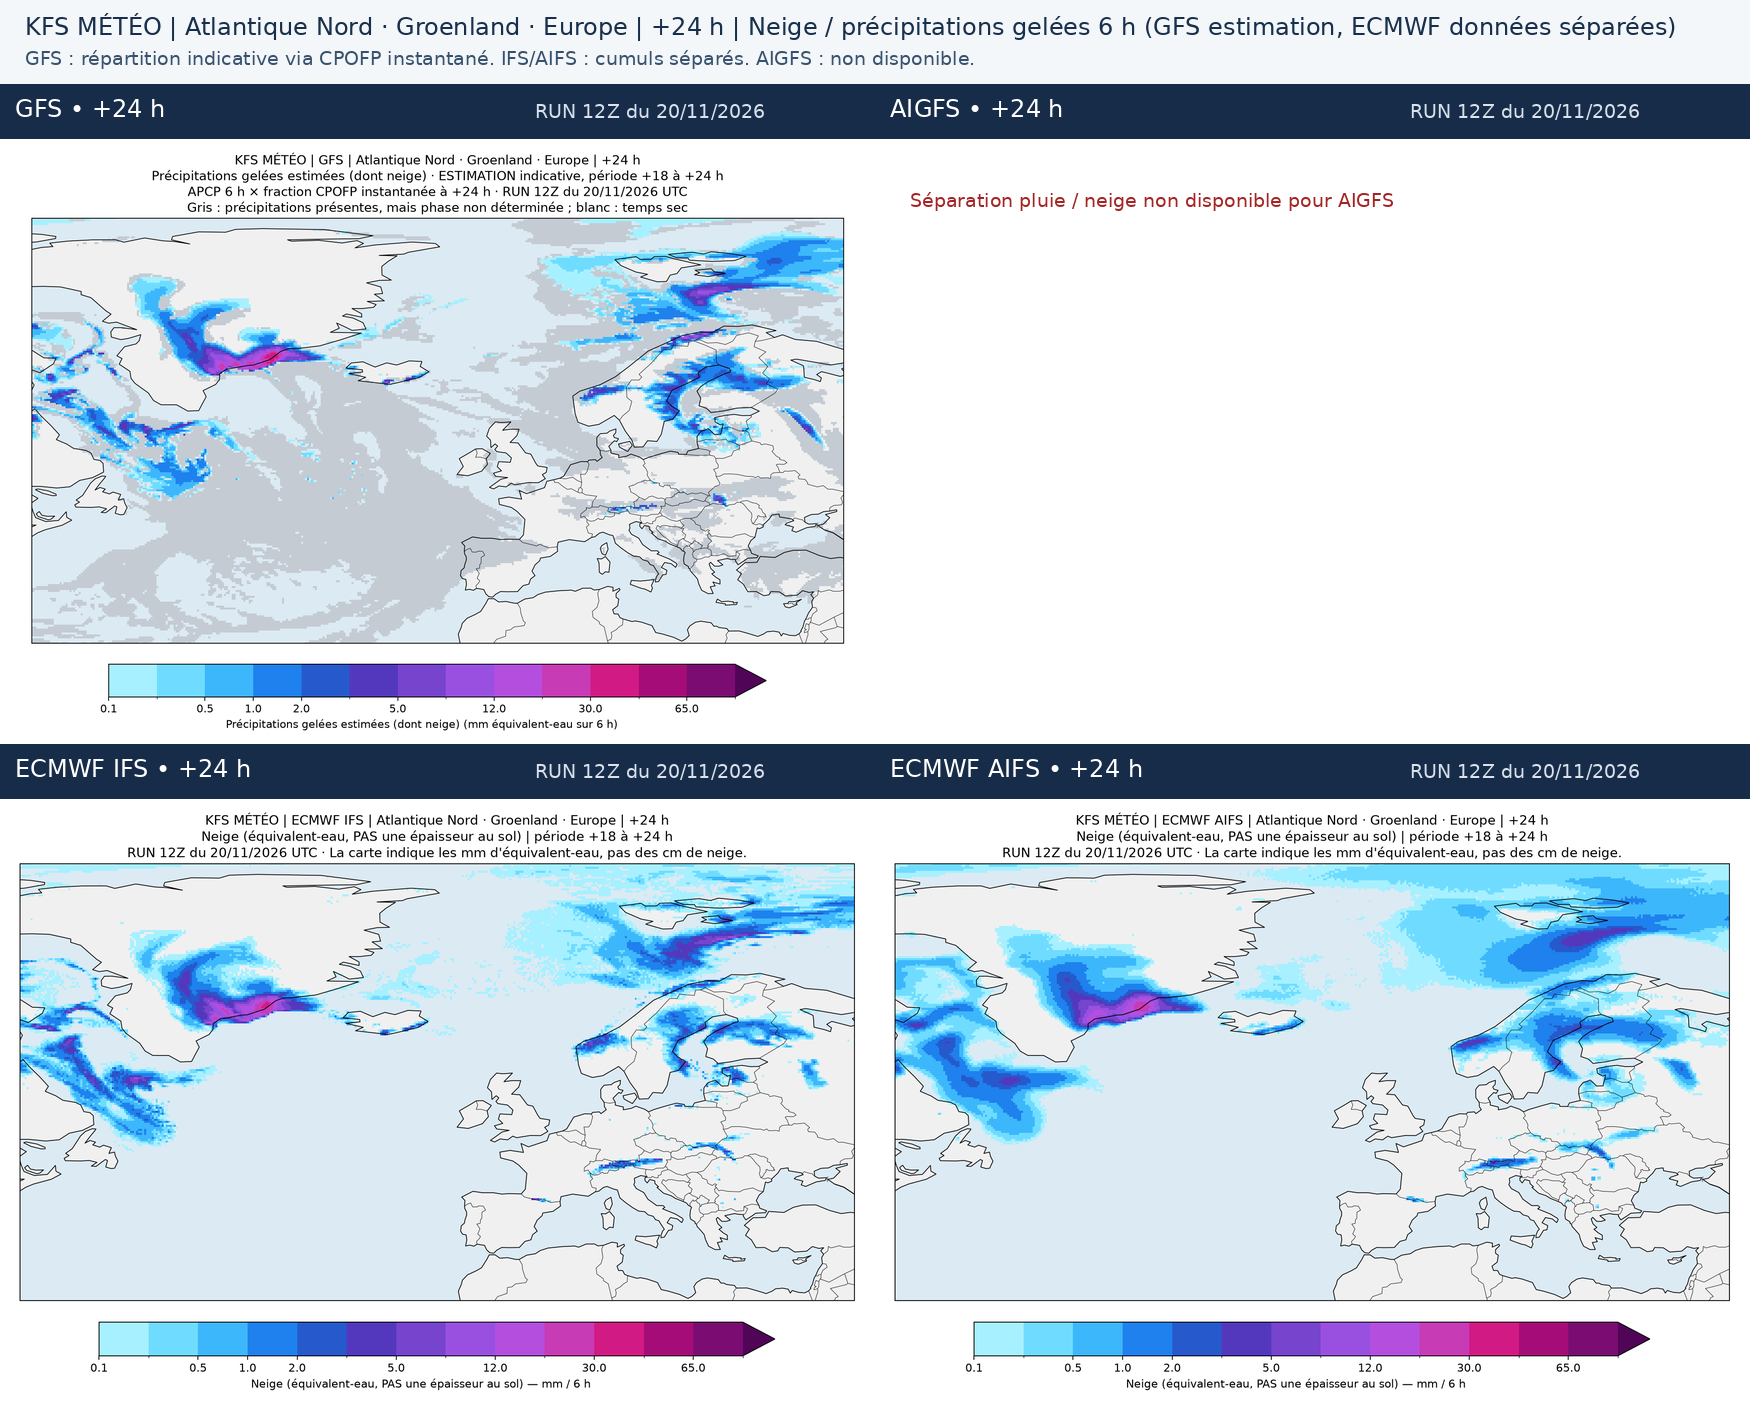 KFS MÉTÉO | Atlantique Nord · Groenland · Europe | +24 h | Neige / précipitations gelées 6 h (GFS estimation, ECMWF données séparées)
GFS : répartition indicative via CPOFP instantané. IFS/AIFS : cumuls séparés. AIGFS : non disponible.
GFS • +24 h
RUN 12Z du 20/11/2026
AIGFS • +24 h
RUN 12Z du 20/11/2026
KFS MÉTÉO | GFS | Atlantique Nord · Groenland · Europe | +24 h
Précipitations gelées estimées (dont neige) · ESTIMATION indicative, période +18 à +24 h
APCP 6 h × fraction CPOFP instantanée à +24 h · RUN 12Z du 20/11/2026 UTC
Gris : précipitations présentes, mais phase non déterminée ; blanc : temps sec
Séparation pluie / neige non disponible pour AIGFS
0.1 0.5 1.0 2.0 5.0 12.0 30.0 65.0
Précipitations gelées estimées (dont neige) (mm équivalent-eau sur 6 h)
ECMWF IFS • +24 h
RUN 12Z du 20/11/2026
ECMWF AIFS • +24 h
RUN 12Z du 20/11/2026
KFS MÉTÉO | ECMWF IFS | Atlantique Nord · Groenland · Europe | +24 h
Neige (équivalent-eau, PAS une épaisseur au sol) | période +18 à +24 h
RUN 12Z du 20/11/2026 UTC · La carte indique les mm d'équivalent-eau, pas des cm de neige.
KFS MÉTÉO | ECMWF AIFS | Atlantique Nord · Groenland · Europe | +24 h
Neige (équivalent-eau, PAS une épaisseur au sol) | période +18 à +24 h
RUN 12Z du 20/11/2026 UTC · La carte indique les mm d'équivalent-eau, pas des cm de neige.
0.1 0.5 1.0 2.0 5.0 12.0 30.0 65.0
Neige (équivalent-eau, PAS une épaisseur au sol) — mm / 6 h
0.1 0.5 1.0 2.0 5.0 12.0 30.0 65.0
Neige (équivalent-eau, PAS une épaisseur au sol) — mm / 6 h